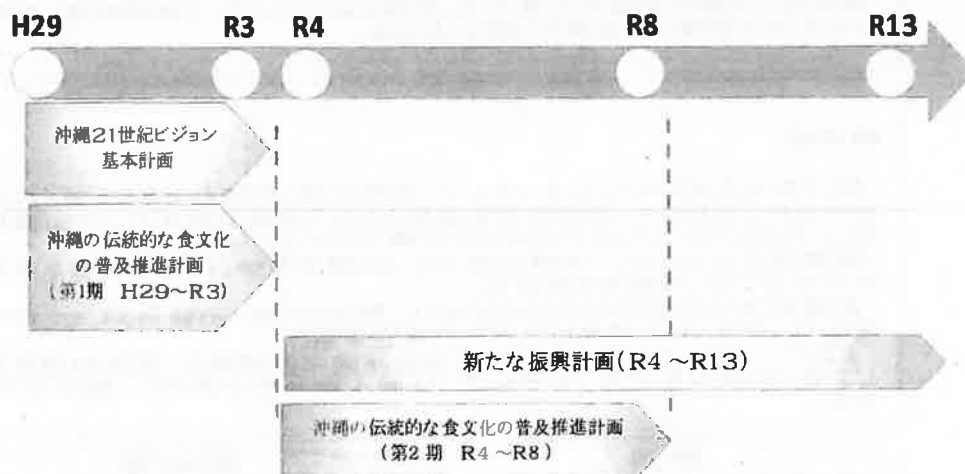 H29 R3 R4 R8 R13
沖縄21世紀ビジョン
基本計画
沖縄の伝統的な食文化
の普及推進計画
(第1期 H29～R3)
新たな振興計画(R4～R13)
沖縄の伝統的な食文化の普及推進計画
(第2期 R4～R8)